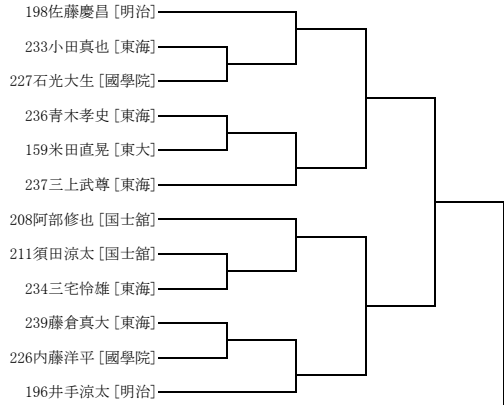 198佐藤慶昌 [明治]
233小田真也 [東海]
227石光大生 [國學院]
236青木孝史 [東海]
159米田直晃 [東大]
237三上武尊 [東海]
208阿部修也 [国士舘]
211須田涼太 [国士舘]
234三宅怜雄 [東海]
239藤倉真大 [東海]
226内藤洋平 [國學院]
196井手涼太 [明治]